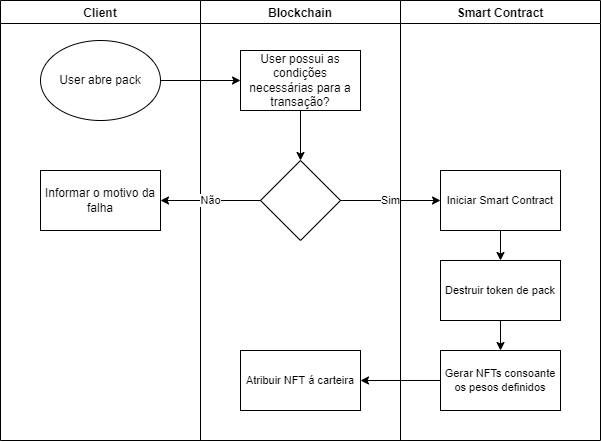 Client
Blockchain
Smart Contract
User abre pack
User possui as
condições
necessárias para a
transação?
Informar o motivo da
falha
Não
Sim
Iniciar Smart Contract
Destruir token de pack
Atribuir NFT á carteira
Gerar NFTs consoante
os pesos definidos